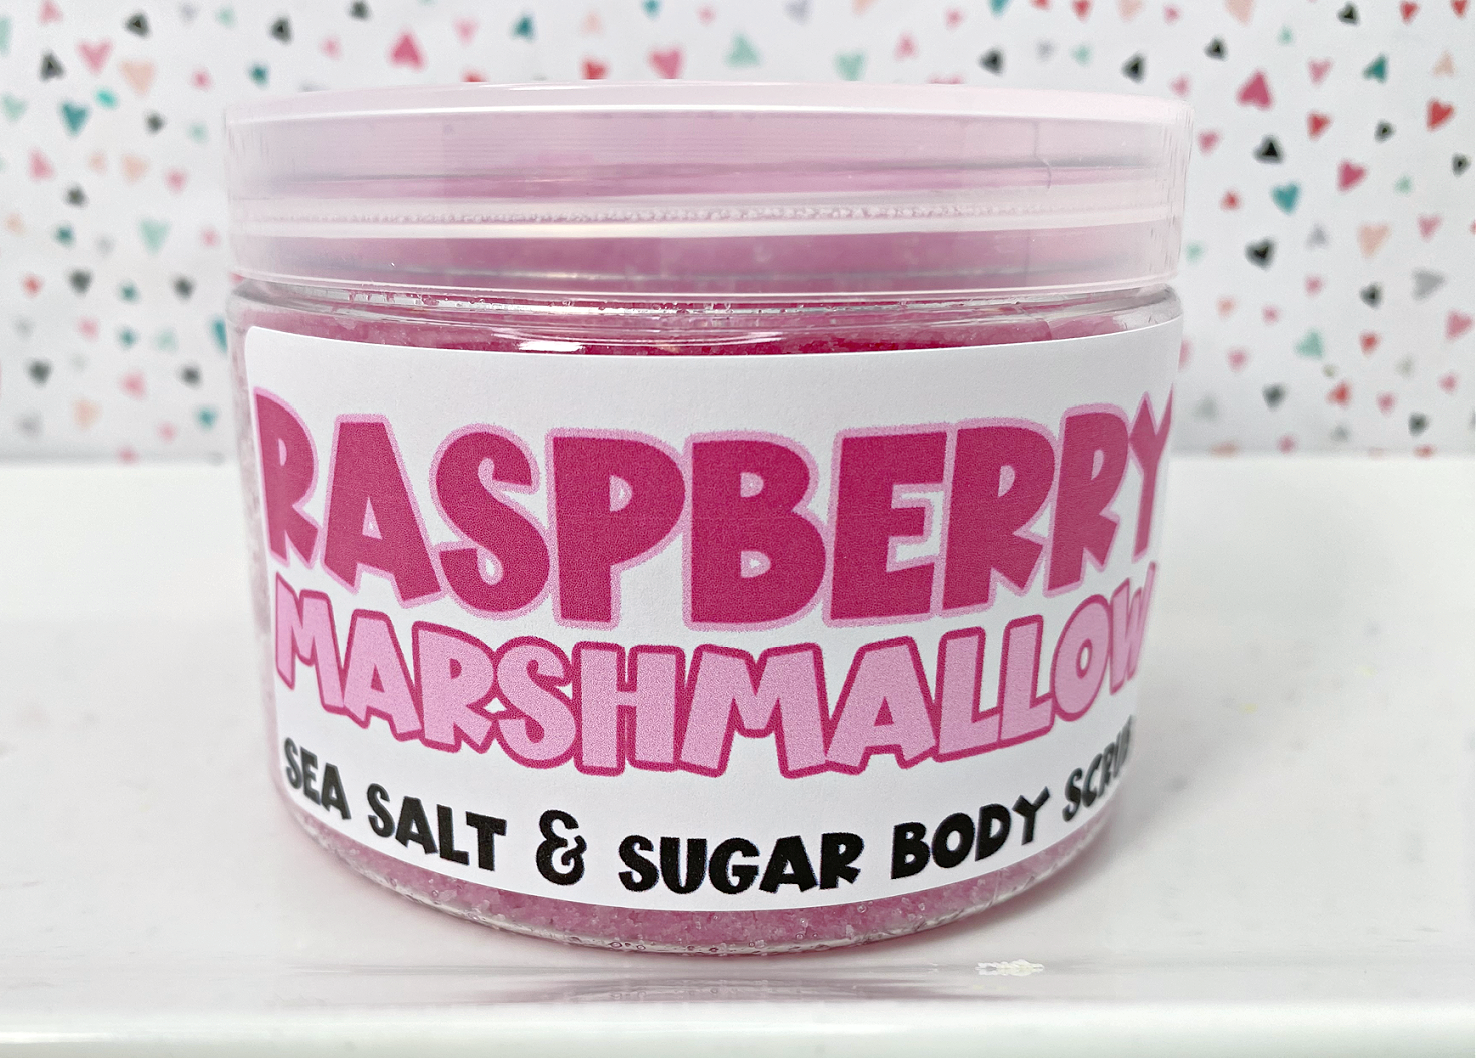 RASPBERRY
MARSHMALLOW
SEA SALT & SUGAR BODY SCRUB